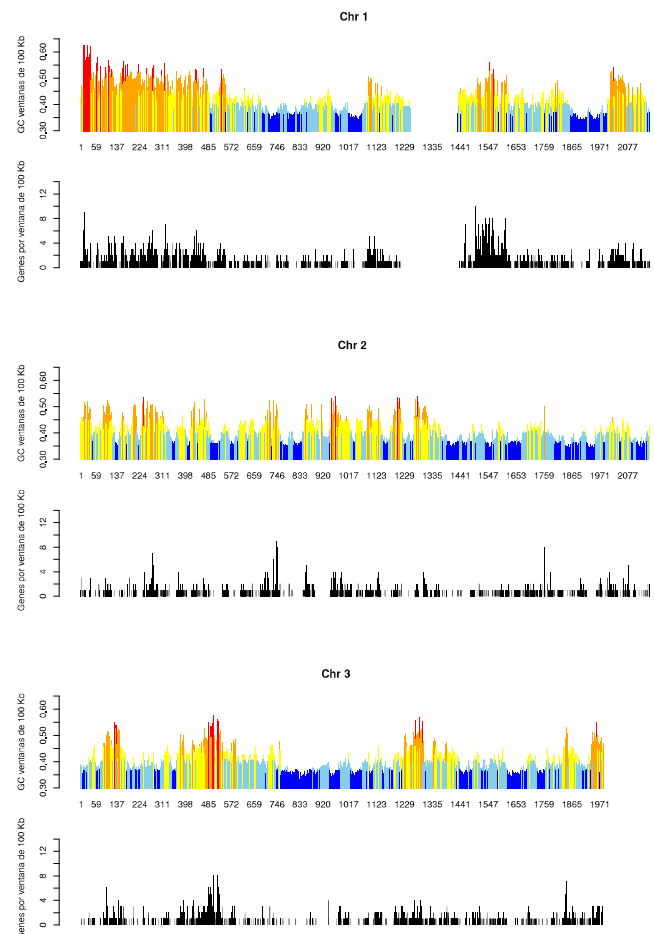 Chr 1
GC ventanas de 100 Kb
0.30 0.40 0.50 0.60
1 59 137 224 311 398 485 572 659 746 833 920 1017 1123 1229 1335 1441 1547 1653 1759 1865 1971 2077
Genes por ventana de 100 Kb
0 4 8 12
Chr 2
GC ventanas de 100 Kb
0.30 0.40 0.50 0.60
1 59 137 224 311 398 485 572 659 746 833 920 1017 1123 1229 1335 1441 1547 1653 1759 1865 1971 2077
Genes por ventana de 100 Kb
0 4 8 12
Chr 3
GC ventanas de 100 Kb
0.30 0.40 0.50 0.60
1 59 137 224 311 398 485 572 659 746 833 920 1017 1123 1229 1335 1441 1547 1653 1759 1865 1971
Genes por ventana de 100 Kb
0 4 8 12